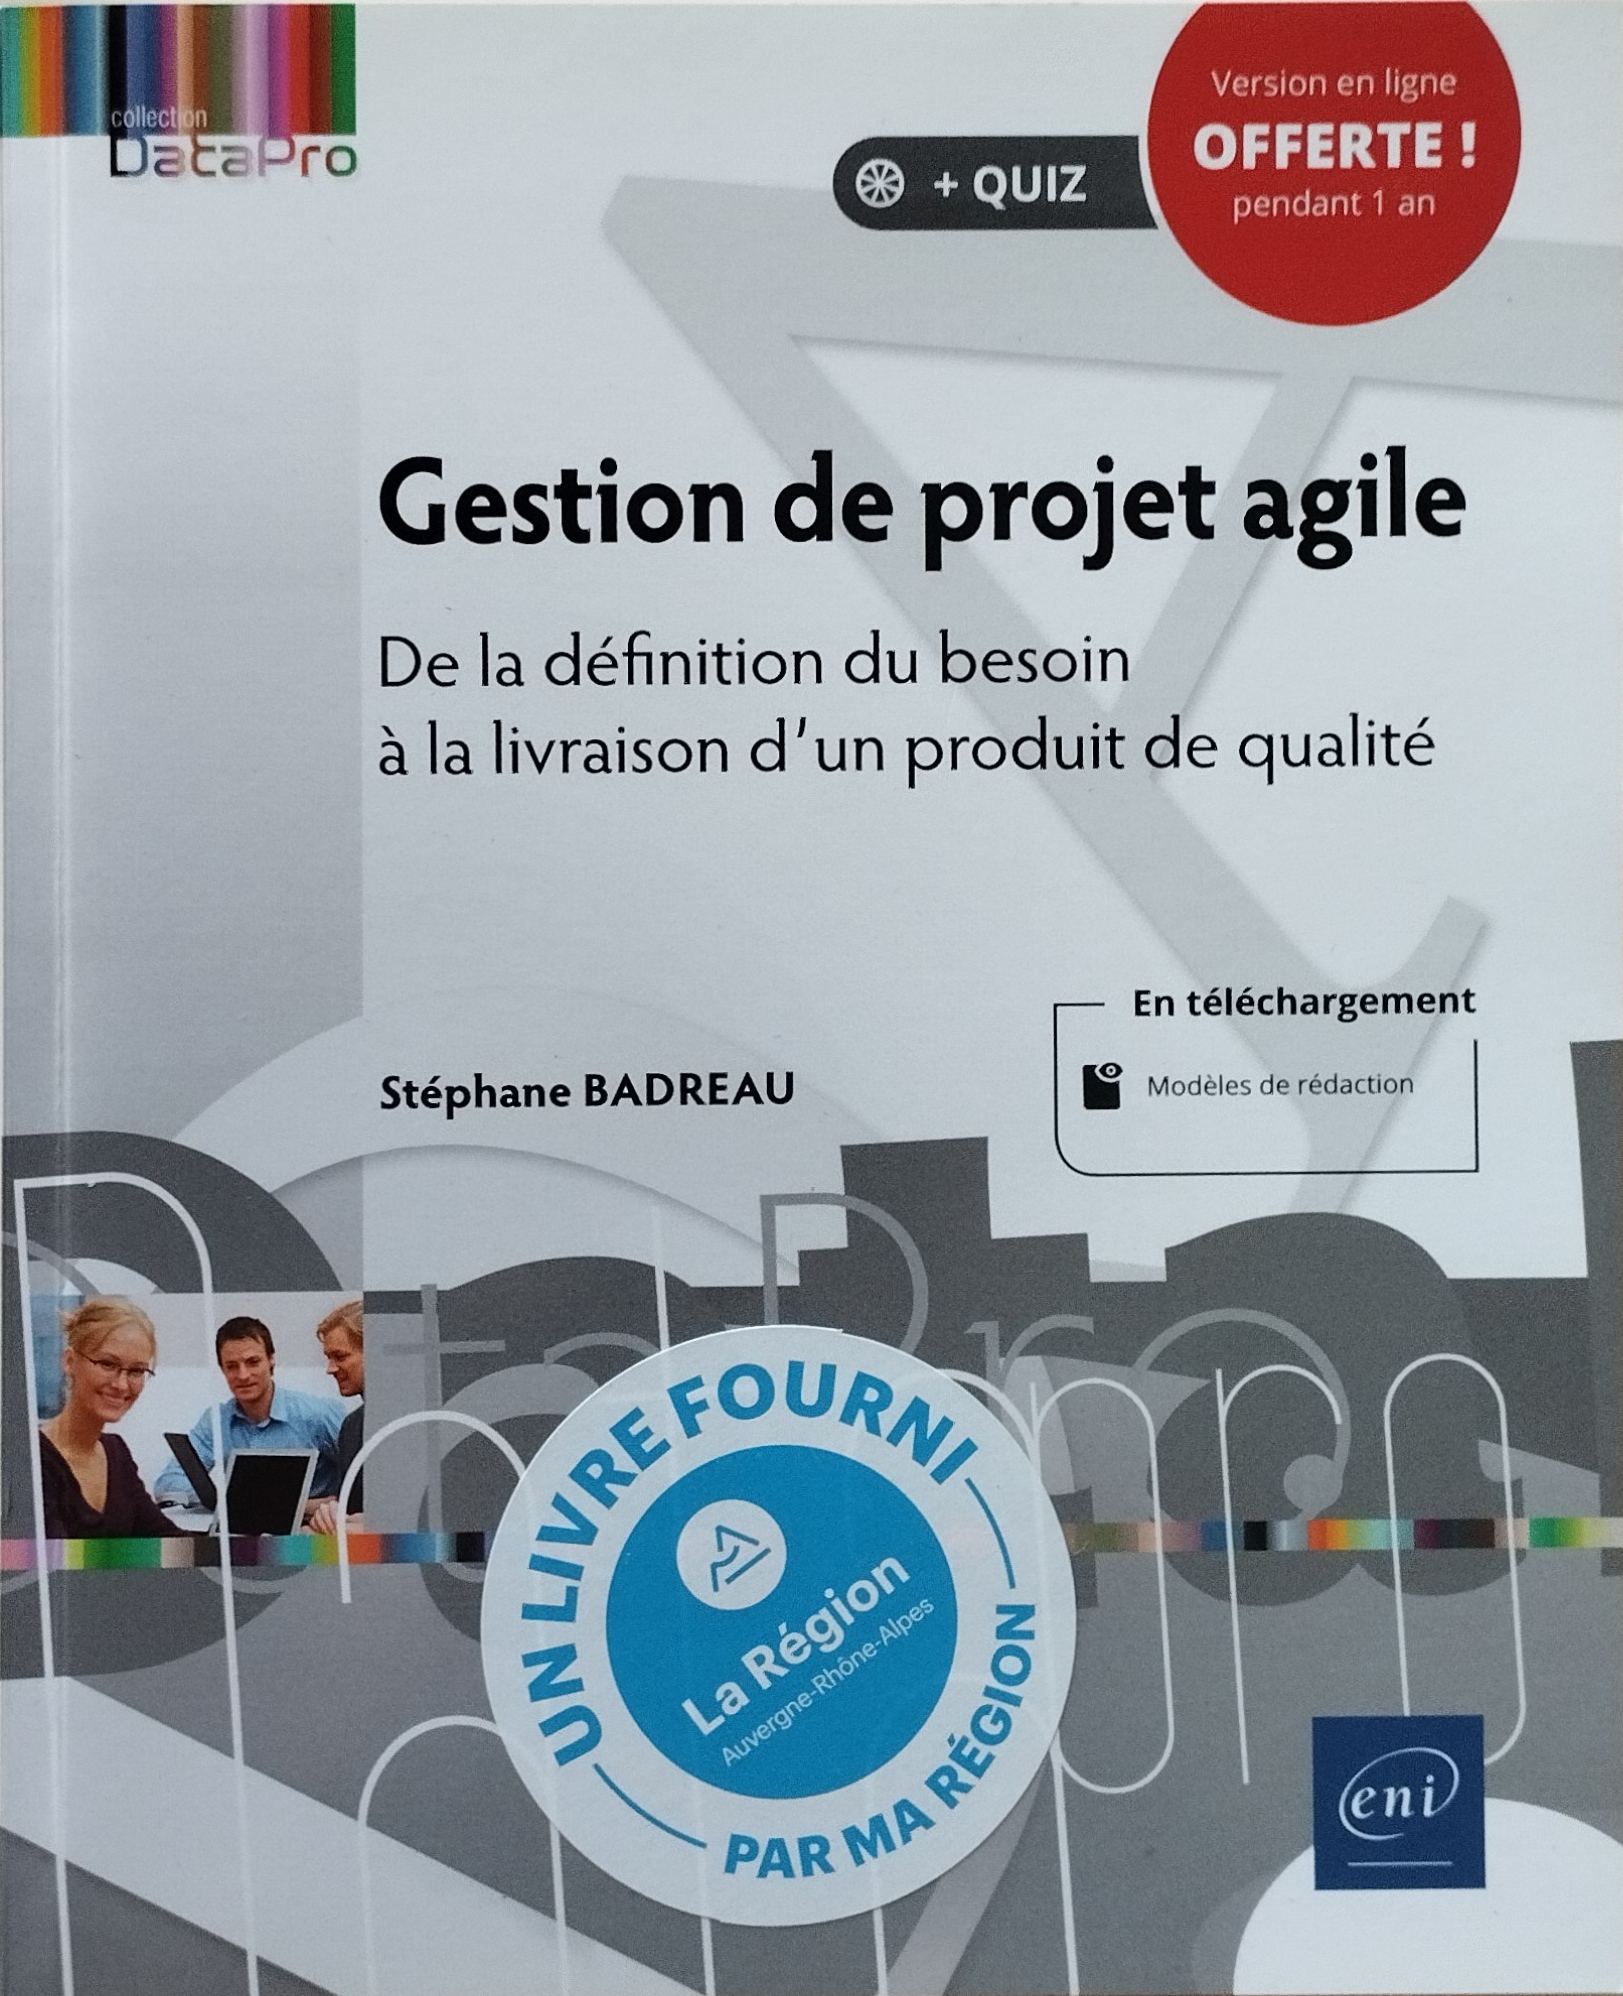 collection
DataPro
+ QUIZ
Version en ligne
OFFERTE !
pendant 1 an
Gestion de projet agile
De la définition du besoin
à la livraison d'un produit de qualité
En téléchargement
Modèles de rédaction
Stéphane BADREAU
UN LIVRE FOURNI
La Région
Auvergne-Rhône-Alpes
PAR MA RÉGION
eni